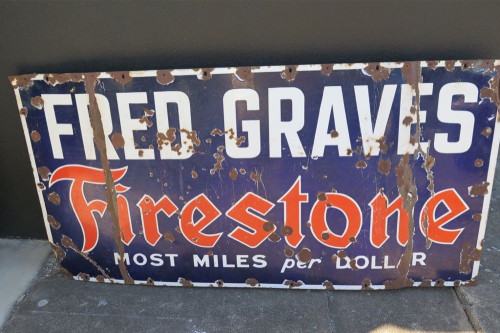 FRED GRAVES
Firestone
MOST MILES per DOLLAR